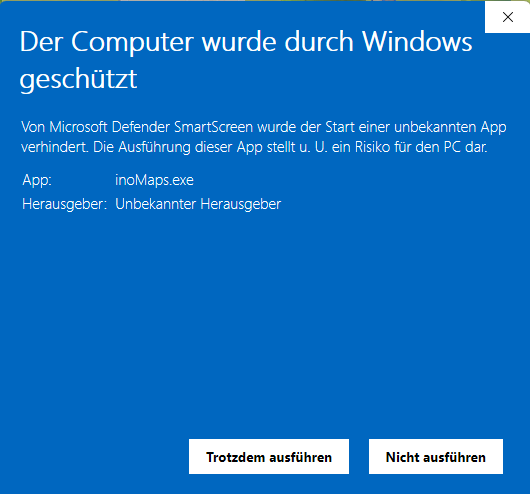 Der Computer wurde durch Windows
geschützt
Von Microsoft Defender SmartScreen wurde der Start einer unbekannten App
verhindert. Die Ausführung dieser App stellt u. U. ein Risiko für den PC dar.
App: inoMaps.exe
Herausgeber: Unbekannter Herausgeber
Trotzdem ausführen Nicht ausführen